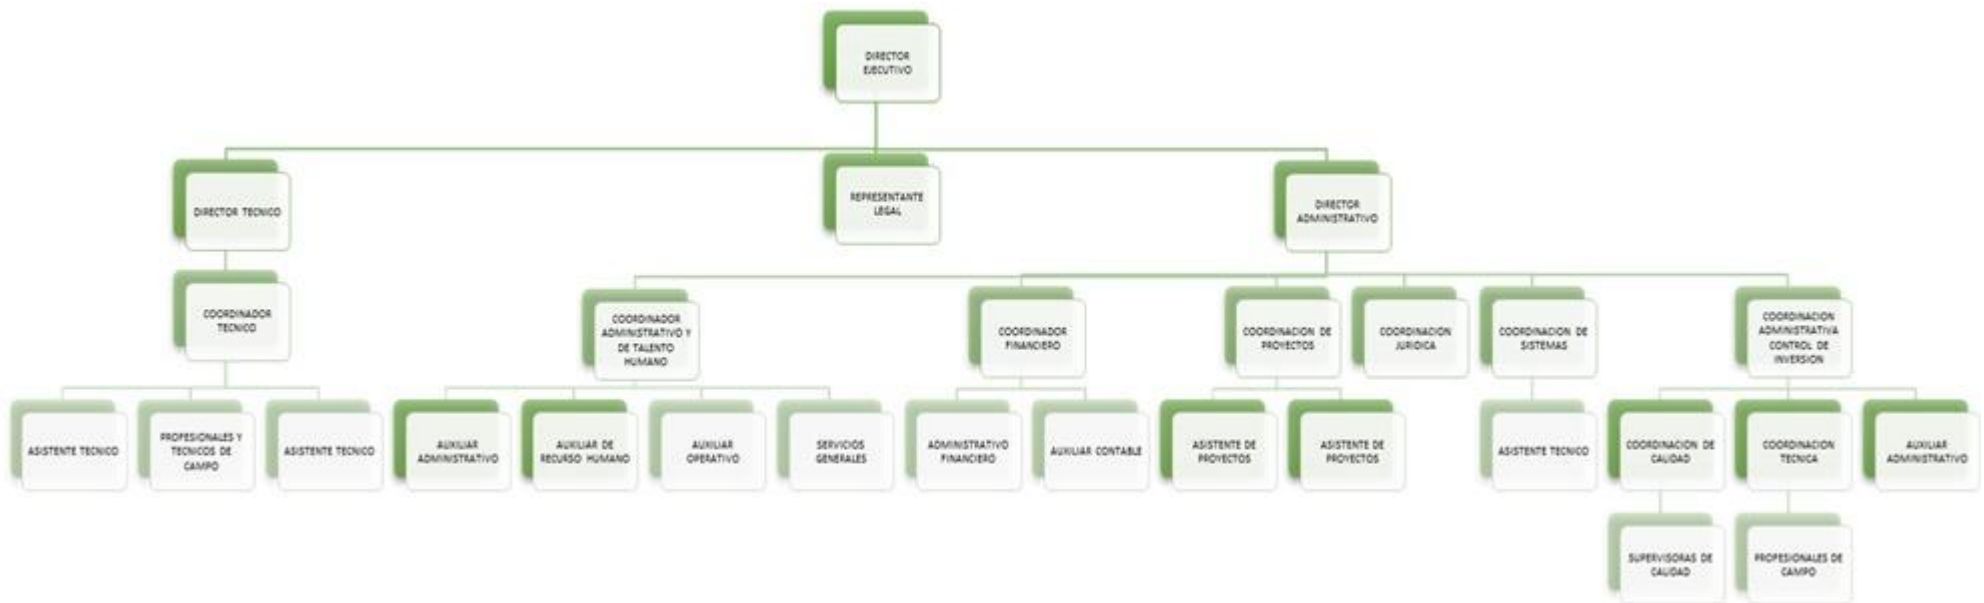 DIRECTOR
EJECUTIVO
DIRECTOR TECNICO
REPRESENTANTE
LEGAL
DIRECTOR
ADMINISTRATIVO
COORDINADOR
TECNICO
COORDINADOR
ADMINISTRATIVO Y
DE TALENTO
HUMANO
COORDINADOR
FINANCIERO
COORDINACION DE
PROYECTOS
COORDINACION
JURIDICA
COORDINACION DE
SISTEMAS
COORDINACION
ADMINISTRATIVA
CONTROL DE
INVERSION
ASISTENTE TECNICO
PROFESIONALES Y
TECNICOS DE
CAMPO
ASISTENTE TECNICO
AUXILIAR
ADMINISTRATIVO
AUXILIAR DE
RECURSO HUMANO
AUXILIAR
OPERATIVO
SERVICIOS
GENERALES
ADMINISTRATIVO
FINANCIERO
AUXILIAR CONTABLE
ASISTENTE DE
PROYECTOS
ASISTENTE DE
PROYECTOS
ASISTENTE TECNICO
COORDINACION DE
CALIDAD
COORDINACION
TECNICA
AUXILIAR
ADMINISTRATIVO
SUPERVISORAS DE
CALIDAD
PROFESIONALES DE
CAMPO